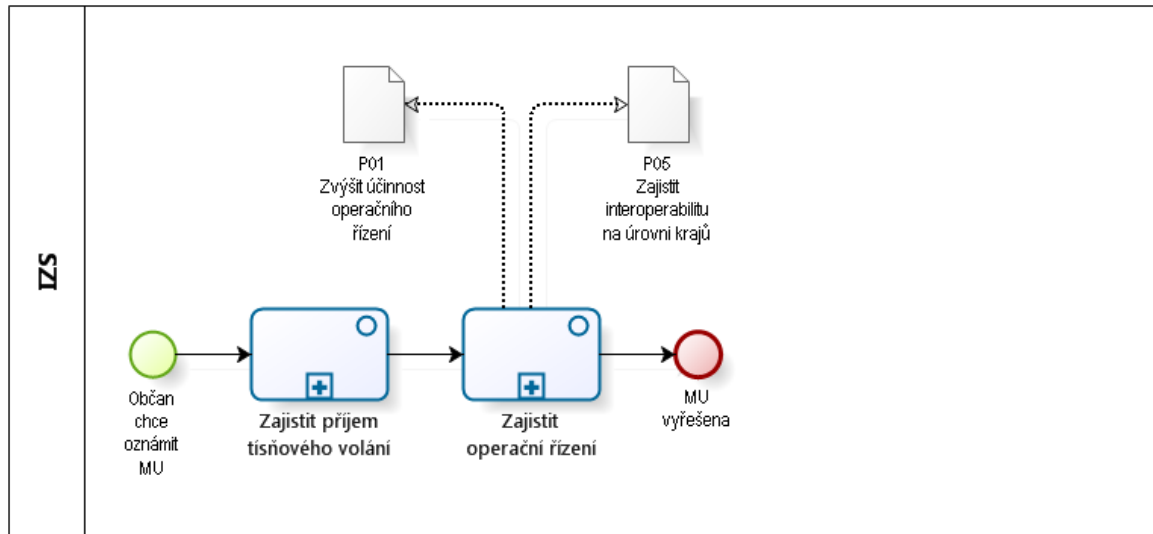 IZS
P01
Zvýšit účinnost
operačního
řízení
P05
Zajistit
interoperabilitu
na úrovni krajů
Občan
chce
oznámit
MU
Zajistit příjem
tísňového volání
Zajistit
operační řízení
MU
vyřešena